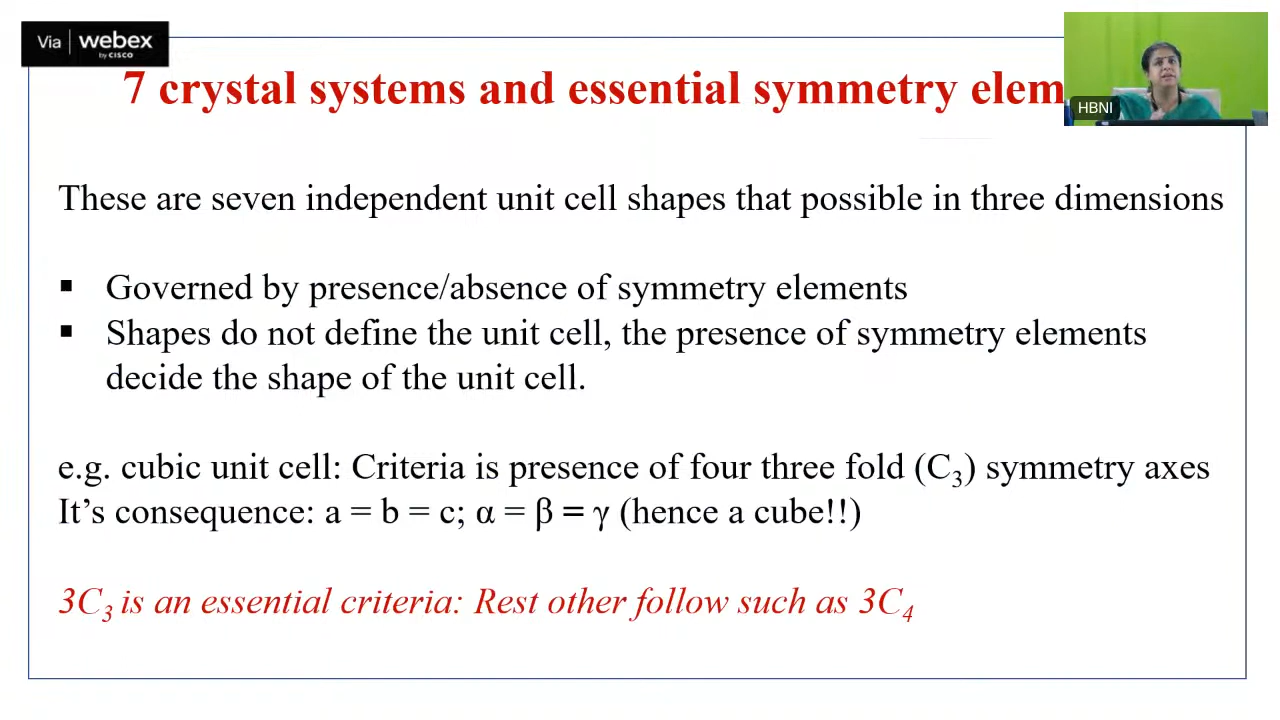 Via webex
by CISCO
7 crystal systems and essential symmetry elem
HBNI
These are seven independent unit cell shapes that possible in three dimensions
▪ Governed by presence/absence of symmetry elements
▪ Shapes do not define the unit cell, the presence of symmetry elements
decide the shape of the unit cell.
e.g. cubic unit cell: Criteria is presence of four three fold (C₃) symmetry axes
It’s consequence: a = b = c; α = β = γ (hence a cube!!)
3C₃ is an essential criteria: Rest other follow such as 3C₄